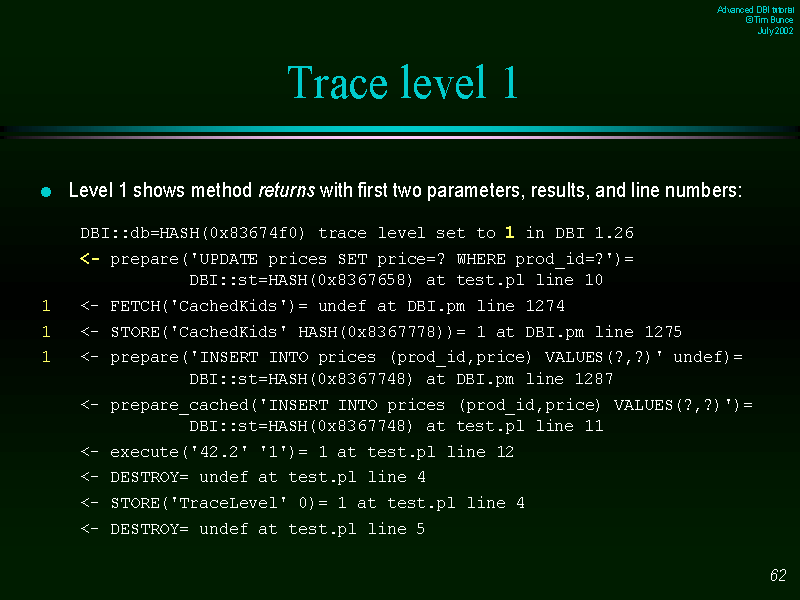 Advanced DBI tutorial
© Tim Bunce
July 2002
Trace level 1
Level 1 shows method returns with first two parameters, results, and line numbers:
DBI::db=HASH(0x83674f0) trace level set to 1 in DBI 1.26
<- prepare('UPDATE prices SET price=? WHERE prod_id=?')=
DBI::st=HASH(0x8367658) at test.pl line 10
1 <- FETCH('CachedKids')= undef at DBI.pm line 1274
1 <- STORE('CachedKids' HASH(0x8367778))= 1 at DBI.pm line 1275
1 <- prepare('INSERT INTO prices (prod_id,price) VALUES(?,?)' undef)=
DBI::st=HASH(0x8367748) at DBI.pm line 1287
<- prepare_cached('INSERT INTO prices (prod_id,price) VALUES(?,?)')=
DBI::st=HASH(0x8367748) at test.pl line 11
<- execute('42.2' '1')= 1 at test.pl line 12
<- DESTROY= undef at test.pl line 4
<- STORE('TraceLevel' 0)= 1 at test.pl line 4
<- DESTROY= undef at test.pl line 5
62